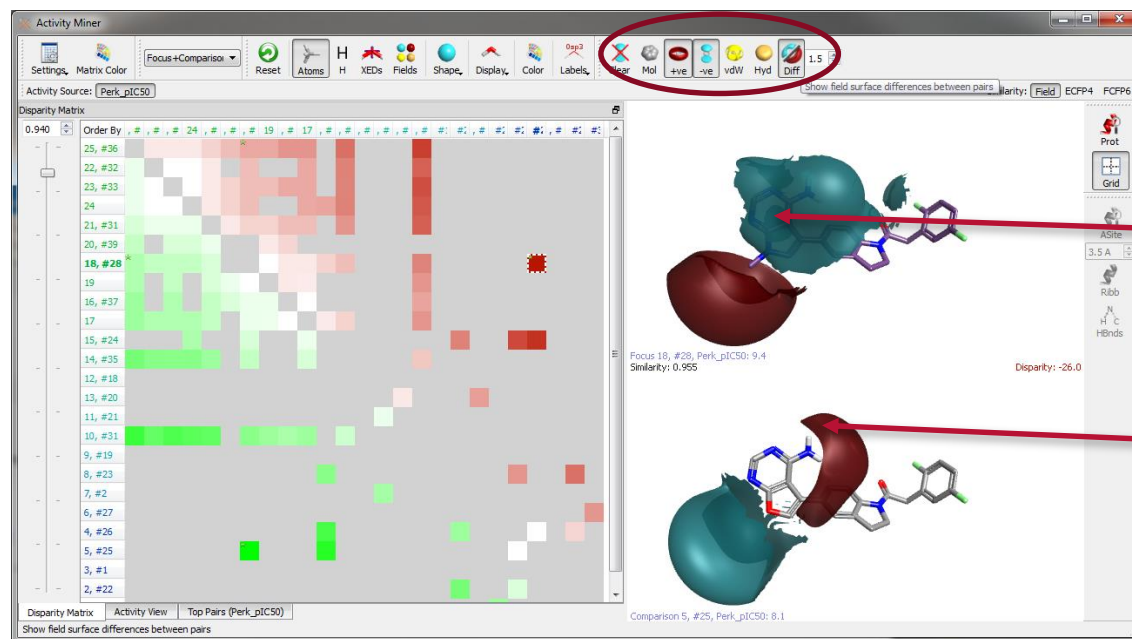 Activity Miner
Settings
Matrix Color
Focus+Compariso
Reset
Atoms
H
H
XEDs
Fields
Shape
Display
Color
Osp3
Labels
Clear
Mol
+ve
-ve
vdW
Hyd
Diff
1.5
Activity Source: Perk_pIC50
Show field surface differences between pairs
ilarity: Field ECFP4 FCFP6
Disparity Matrix
0.940
Order By , # , # , # 24 , # , # , # 19 , # 17 , # , # , # , # , # , #
25, #36
22, #32
23, #33
24
21, #31
20, #39
18, #28
19
16, #37
17
15, #24
14, #35
12, #18
13, #20
11, #21
10, #31
9, #19
8, #23
7, #2
6, #27
4, #26
5, #25
3, #1
2, #22
Focus 18, #28, Perk_pIC50: 9.4
Similarity: 0.955
Disparity: -26.0
Comparison 5, #25, Perk_pIC50: 8.1
Prot
Grid
ASite
3.5 A
Ribb
N
H C
HBnds
Disparity Matrix
Activity View
Top Pairs (Perk_pIC50)
Show field surface differences between pairs